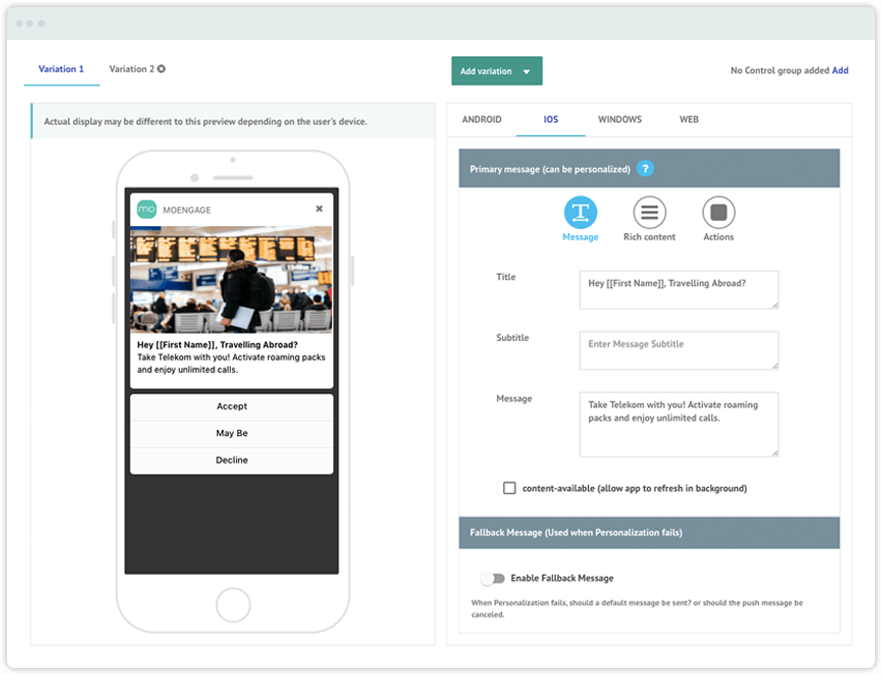 Variation 1
Variation 2
Add variation
No Control group added Add
Actual display may be different to this preview depending on the user's device.
mo
MOENGAGE
Hey [[First Name]], Travelling Abroad?
Take Telekom with you! Activate roaming packs
and enjoy unlimited calls.
Accept
May Be
Decline
ANDROID
IOS
WINDOWS
WEB
Primary message (can be personalized) ?
Message
Rich content
Actions
Title
Hey [[First Name]], Travelling Abroad?
Subtitle
Enter Message Subtitle
Message
Take Telekom with you! Activate roaming
packs and enjoy unlimited calls.
content-available (allow app to refresh in background)
Fallback Message (Used when Personalization fails)
Enable Fallback Message
When Personalization fails, should a default message be sent? or should the push message be
canceled.